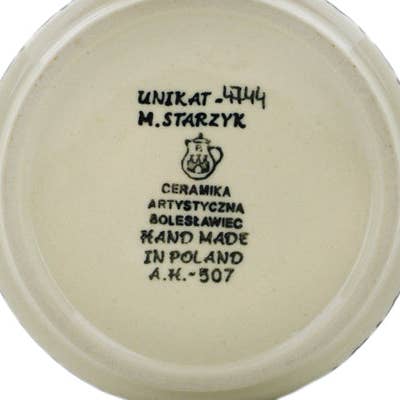 UNIKAT-4744
M.STARZYK
CERAMIKA
ARTYSTYCZNA
BOLESŁAWIEC
HAND MADE
IN POLAND
A.H.-507